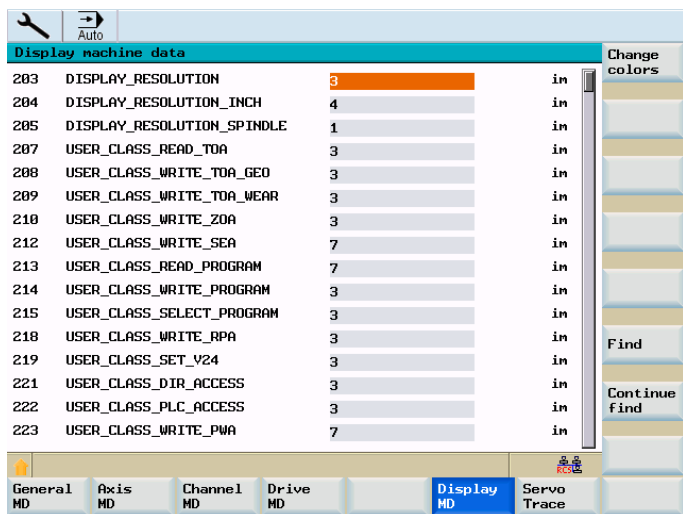 Auto
Display machine data
203 DISPLAY_RESOLUTION 3 im
204 DISPLAY_RESOLUTION_INCH 4 im
205 DISPLAY_RESOLUTION_SPINDLE 1 im
207 USER_CLASS_READ_TOA 3 im
208 USER_CLASS_WRITE_TOA_GEO 3 im
209 USER_CLASS_WRITE_TOA_WEAR 3 im
210 USER_CLASS_WRITE_ZOA 3 im
212 USER_CLASS_WRITE_SEA 7 im
213 USER_CLASS_READ_PROGRAM 7 im
214 USER_CLASS_WRITE_PROGRAM 3 im
215 USER_CLASS_SELECT_PROGRAM 3 im
218 USER_CLASS_WRITE_RPA 3 im
219 USER_CLASS_SET_V24 3 im
221 USER_CLASS_DIR_ACCESS 3 im
222 USER_CLASS_PLC_ACCESS 3 im
223 USER_CLASS_WRITE_PWA 7 im
Change
colors
Find
Continue
find
RCS
General
MD
Axis
MD
Channel
MD
Drive
MD
Display
MD
Servo
Trace